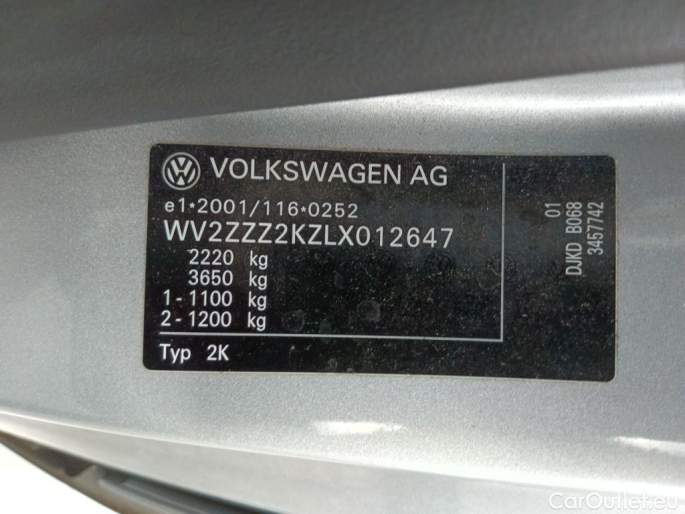 VOLKSWAGEN AG
e1*2001/116*0252
WV2ZZZ2KZLX012647
2220 kg
3650 kg
1 - 1100 kg
2 - 1200 kg
Typ 2K
01
DJKD B068
3457742
CarOutlet.eu